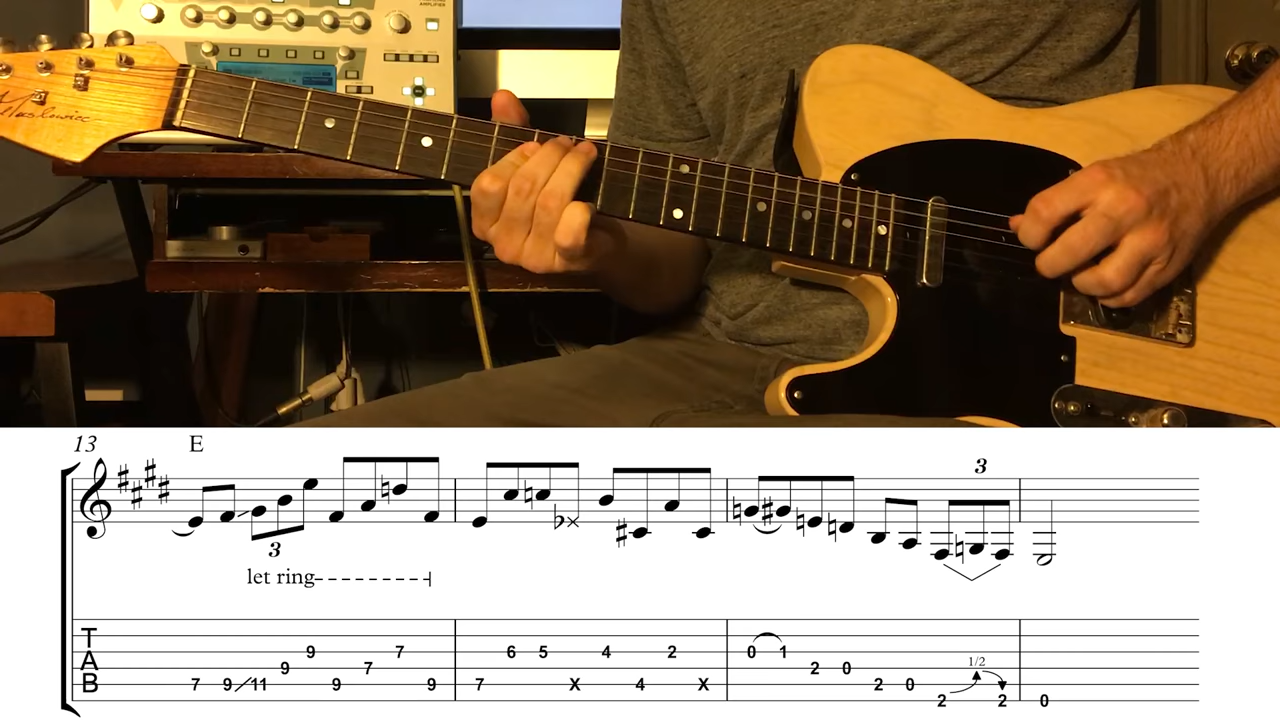 Maslowicz
13 E
3
3
let ring
T
A
B
7 9 11 9 9 9 7 7 9
7 6 5 X 4 4 2 X
0 1 2 0 2 0 2 1/2 2
0